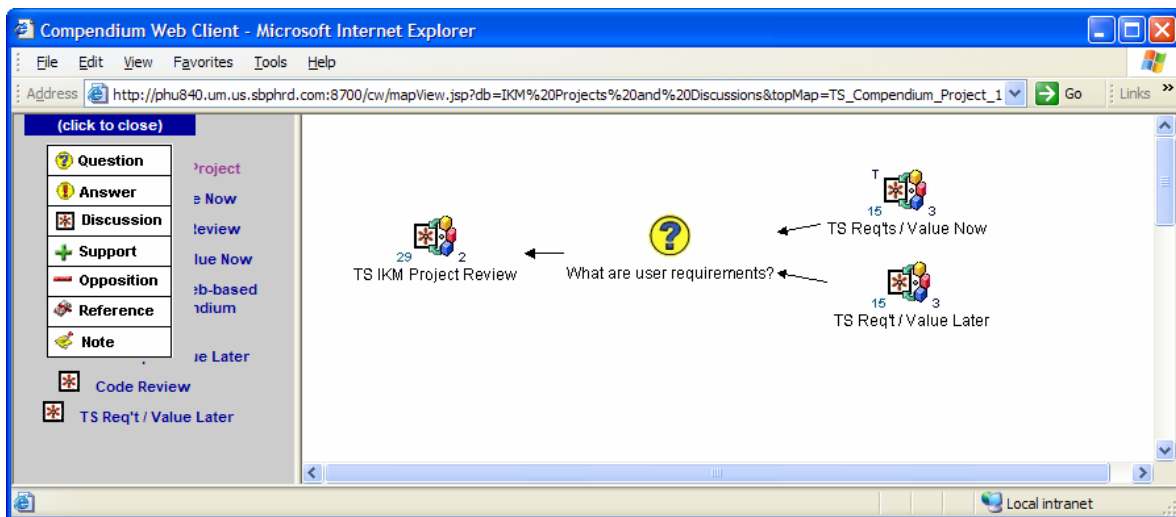 Compendium Web Client - Microsoft Internet Explorer
File Edit View Favorites Tools Help
Address http://phu840.um.us.sbphrd.com:8700/cw/mapView.jsp?db=IKM%20Projects%20and%20Discussions&topMap=TS_Compendium_Project_1 Go Links »
(click to close)
Question
Answer
Discussion
Support
Opposition
Reference
Note
Project
e Now
Review
lue Now
eb-based
ndium
ue Later
Code Review
TS Req't / Value Later
29 2
TS IKM Project Review
?
What are user requirements?
T
15 3
TS Req'ts / Value Now
15 3
TS Req't / Value Later
Local intranet